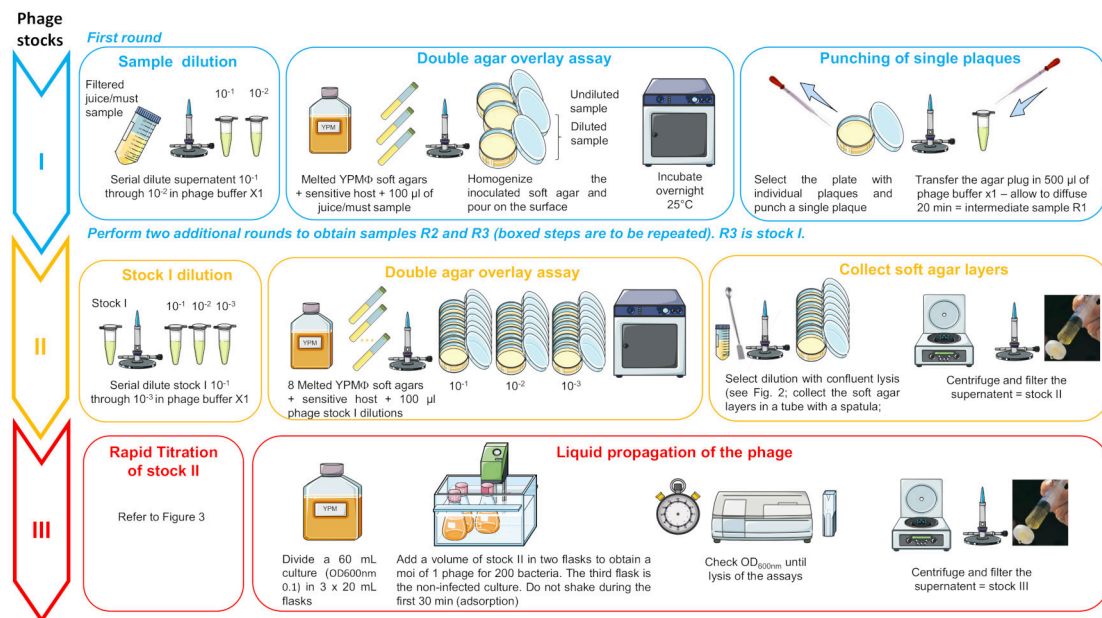 Phage
stocks
First round
I
Sample dilution
Filtered
juice/must
sample
10-1
10-2
Serial dilute supernatent 10-1
through 10-2 in phage buffer X1
Double agar overlay assay
YPM
Undiluted
sample
Diluted
sample
Melted YPMΦ soft agars
+ sensitive host + 100 µl of
juice/must sample
Homogenize the
inoculated soft agar and
pour on the surface
Incubate
overnight
25°C
Punching of single plaques
Select the plate with
individual plaques and
punch a single plaque
Transfer the agar plug in 500 µl of
phage buffer x1 – allow to diffuse
20 min = intermediate sample R1
Perform two additional rounds to obtain samples R2 and R3 (boxed steps are to be repeated). R3 is stock I.
II
Stock I dilution
Stock I
10-1 10-2 10-3
Serial dilute stock I 10-1
through 10-3 in phage buffer X1
Double agar overlay assay
YPM
...
8 Melted YPMΦ soft agars
+ sensitive host + 100 µl
phage stock I dilutions
10-1
10-2
10-3
Collect soft agar layers
Select dilution with confluent lysis
(see Fig. 2; collect the soft agar
layers in a tube with a spatula;
Centrifuge and filter the
supernatent = stock II
III
Rapid Titration
of stock II
Refer to Figure 3
Liquid propagation of the phage
YPM
Divide a 60 mL
culture (OD600nm
0.1) in 3 x 20 mL
flasks
Add a volume of stock II in two flasks to obtain a
moi of 1 phage for 200 bacteria. The third flask is
the non-infected culture. Do not shake during the
first 30 min (adsorption)
Check OD600nm until
lysis of the assays
Centrifuge and filter the
supernatent = stock III